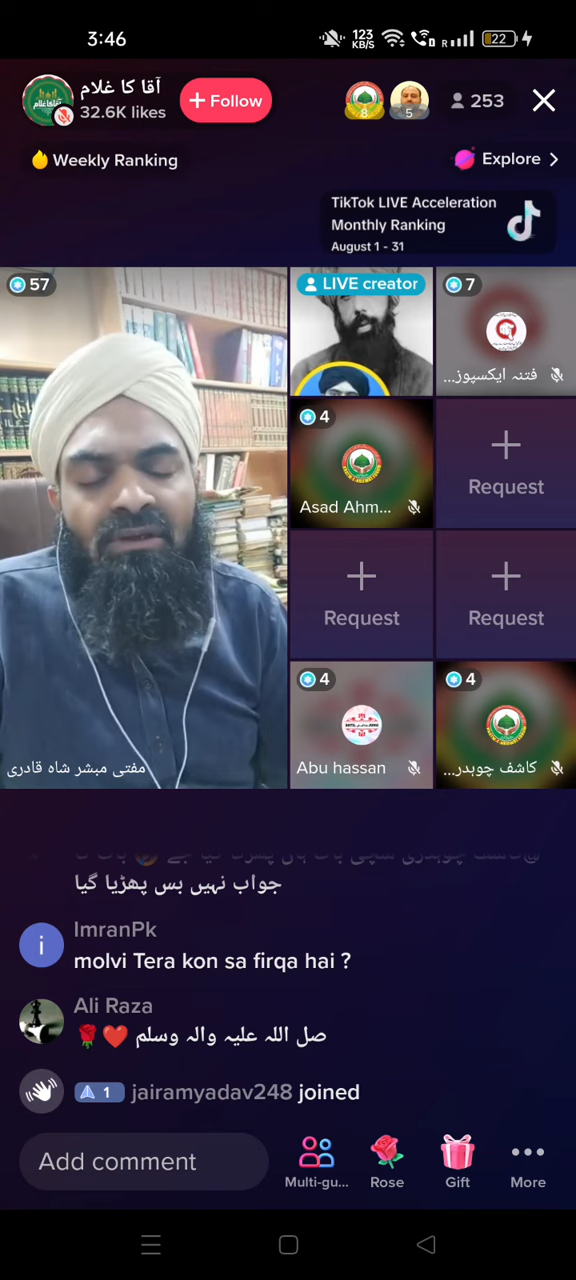 3:46
123
KB/S
R
22
آقا کا غلام
32.6K likes
+ Follow
8
5
253
Weekly Ranking
Explore
TikTok LIVE Acceleration
Monthly Ranking
August 1 - 31
57
LIVE creator
7
فتنہ ایکسپوز...
4
Asad Ahm...
Request
Request
Request
مفتی مبشر شاہ قادری
4
Abu hassan
4
کاشف چوہدر...
جواب نہیں بس پھڑیا گیا
i
ImranPk
molvi Tera kon sa firqa hai ?
Ali Raza
صل اللہ علیہ والہ وسلم ❤️🌹
1 jairamyadav248 joined
Add comment
Multi-gu...
Rose
Gift
More